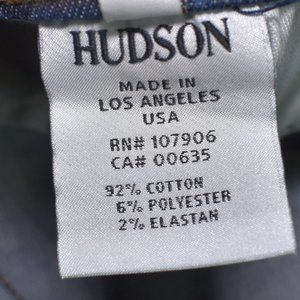 HUDSON
MADE IN
LOS ANGELES
USA
RN# 107906
CA# 00635
92% COTTON
6% POLYESTER
2% ELASTAN